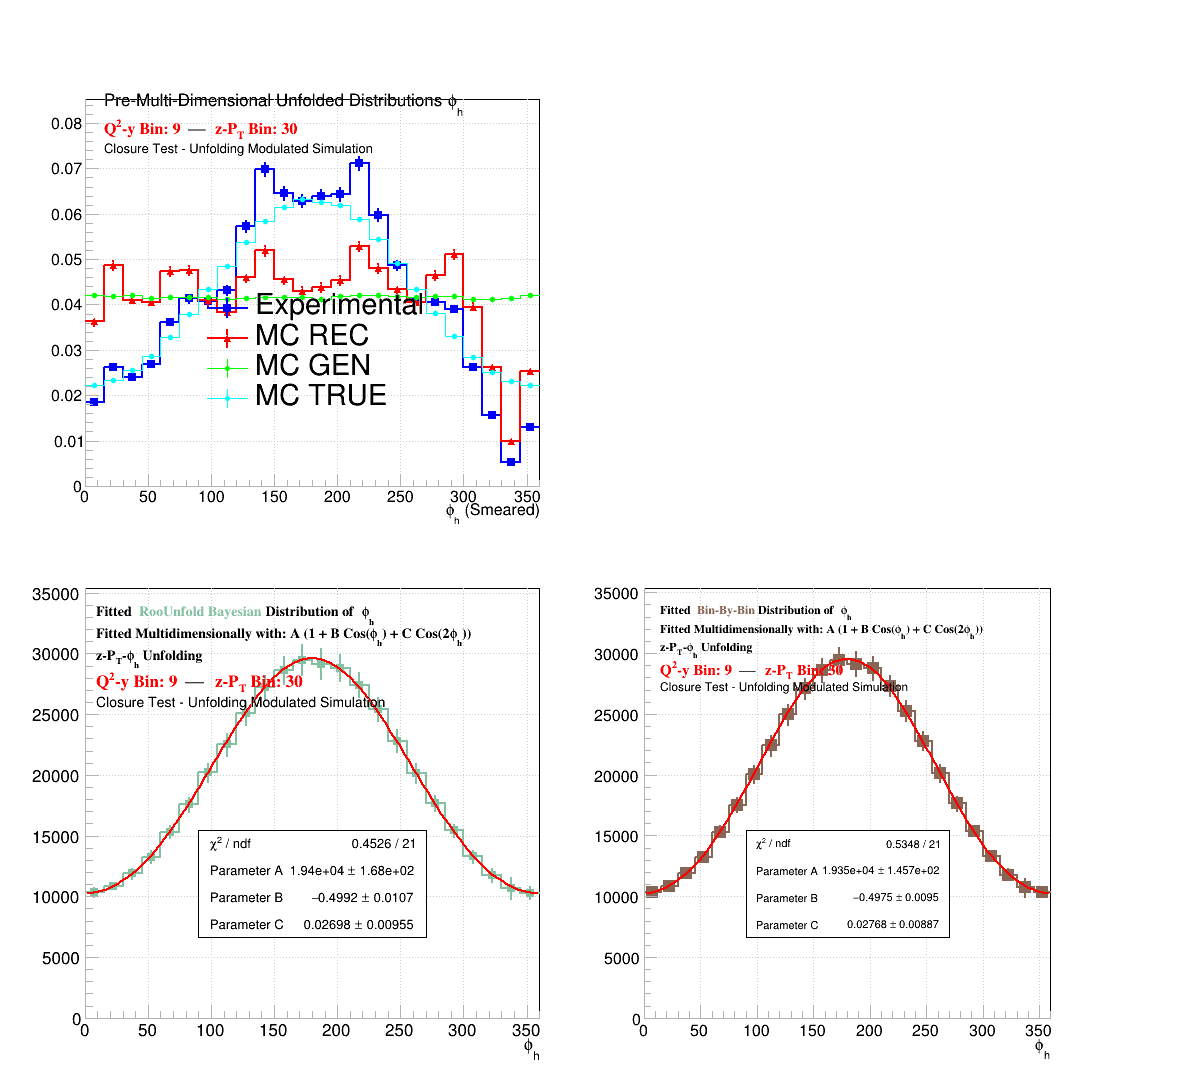 Pre-Multi-Dimensional Unfolded Distributions ϕh
Q²-y Bin: 9 — z-PT Bin: 30
Closure Test - Unfolding Modulated Simulation
0.08
0.07
0.06
0.05
0.04
0.03
0.02
0.01
0
Experimental
MC REC
MC GEN
MC TRUE
0 50 100 150 200 250 300 350
ϕh (Smeared)
Fitted RooUnfold Bayesian Distribution of ϕh
Fitted Multidimensionally with: A (1 + B Cos(ϕh) + C Cos(2ϕh))
z-PT-ϕh Unfolding
Q²-y Bin: 9 — z-PT Bin: 30
Closure Test - Unfolding Modulated Simulation
35000
30000
25000
20000
15000
10000
5000
0
χ² / ndf 0.4526 / 21
Parameter A 1.94e+04 ± 1.68e+02
Parameter B −0.4992 ± 0.0107
Parameter C 0.02698 ± 0.00955
0 50 100 150 200 250 300 350
ϕh
Fitted Bin-By-Bin Distribution of ϕh
Fitted Multidimensionally with: A (1 + B Cos(ϕh) + C Cos(2ϕh))
z-PT-ϕh Unfolding
Q²-y Bin: 9 — z-PT Bin: 30
Closure Test - Unfolding Modulated Simulation
35000
30000
25000
20000
15000
10000
5000
0
χ² / ndf 0.5348 / 21
Parameter A 1.935e+04 ± 1.457e+02
Parameter B −0.4975 ± 0.0095
Parameter C 0.02768 ± 0.00887
0 50 100 150 200 250 300 350
ϕh